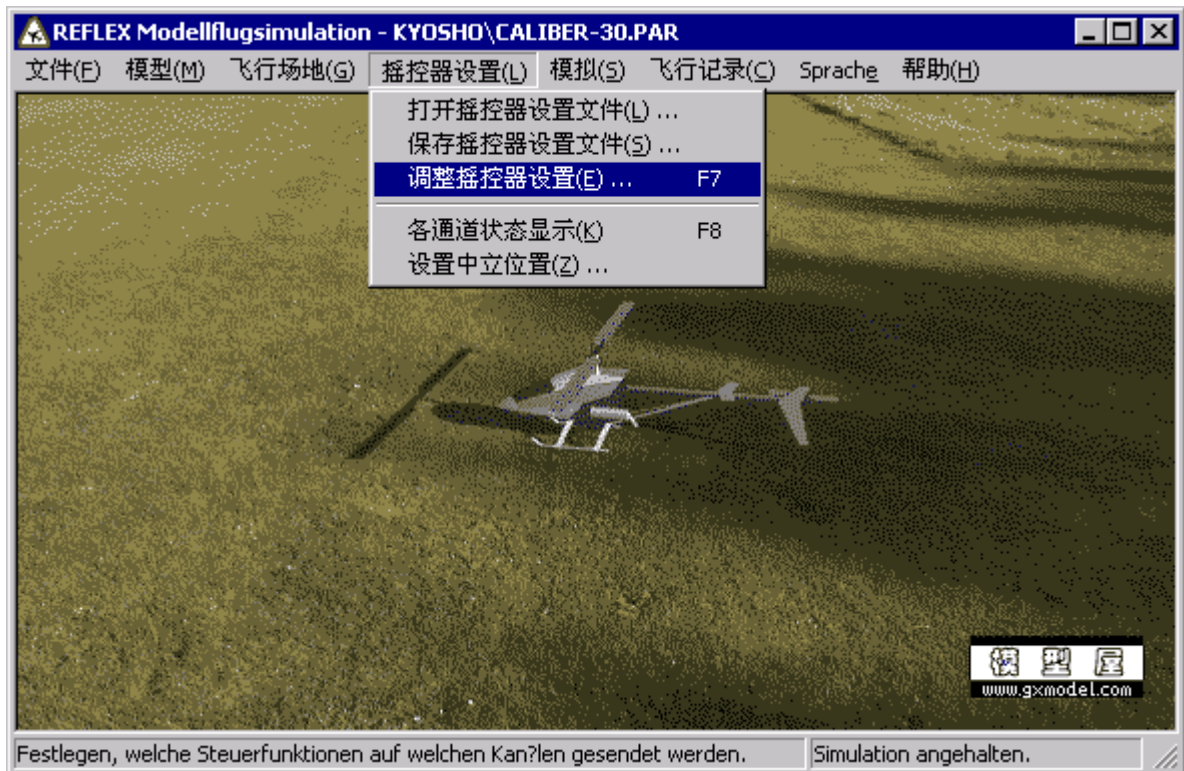 REFLEX Modellflugsimulation - KYOSHO\CALIBER-30.PAR
文件(F) 模型(M) 飞行场地(G) 摇控器设置(L) 模拟(S) 飞行记录(C) Sprache 帮助(H)
打开摇控器设置文件(L) ...
保存摇控器设置文件(S) ...
调整摇控器设置(E) ... F7
各通道状态显示(K) F8
设置中立位置(Z) ...
模型屋
www.gxmodel.com
Festlegen, welche Steuerfunktionen auf welchen Kan?len gesendet werden. Simulation angehalten.